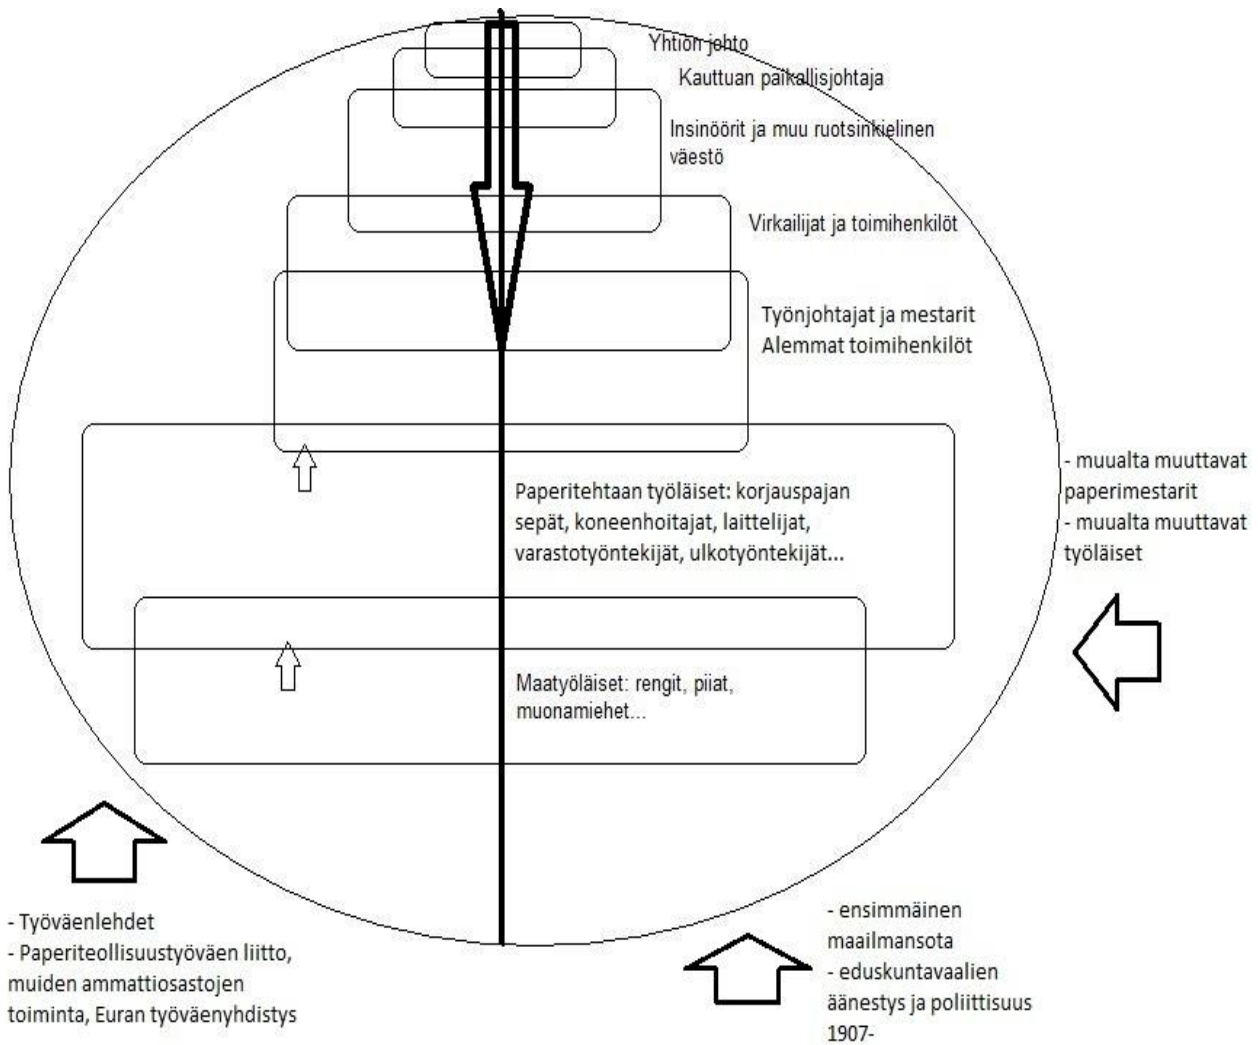 Yhtiön johto
Kauttuan paikallisjohtaja
Insinöörit ja muu ruotsinkielinen
väestö
Virkailijat ja toimihenkilöt
Työnjohtajat ja mestarit
Alemmat toimihenkilöt
- muualta muuttavat
paperimestarit
- muualta muuttavat
työläiset
Paperitehtaan työläiset: korjauspajan
sepät, koneenhoitajat, laittelijat,
varastotyöntekijät, ulkotyöntekijät...
Maatyöläiset: rengit, piiat,
muonamiehet...
- Työväenlehdet
- Paperiteollisuustyöväen liitto,
muiden ammattiosastojen
toiminta, Euran työväenyhdistys
- ensimmäinen
maailmansota
- eduskuntavaalien
äänestys ja poliittisuus
1907-